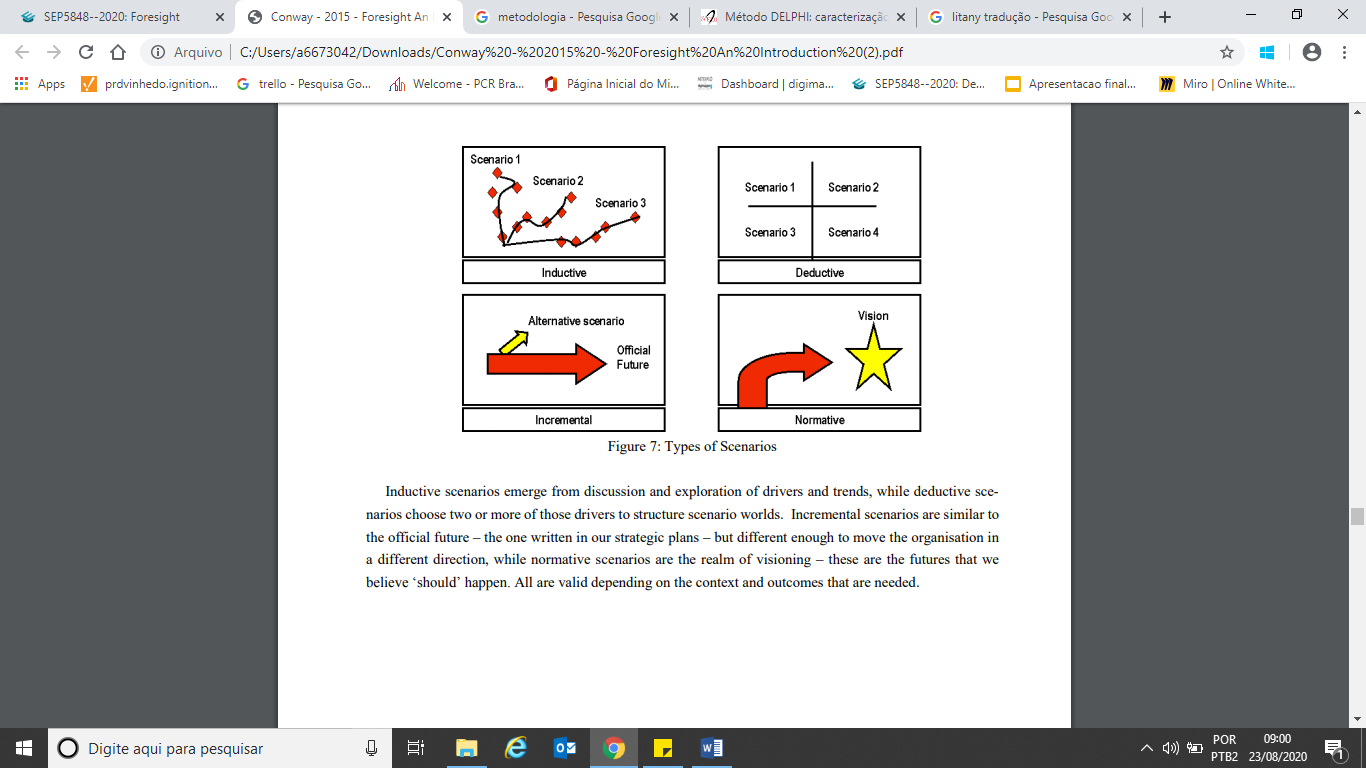 SEP5848--2020: Foresight
Conway - 2015 - Foresight An I
metodologia - Pesquisa Googl
Método DELPHI: caracterizaçã
litany tradução - Pesquisa Goo
Arquivo
C:/Users/a6673042/Downloads/Conway%20-%202015%20-%20Foresight%20An%20Introduction%20(2).pdf
Apps
prdvinhedo.ignition...
trello - Pesquisa Go...
Welcome - PCR Bra...
Página Inicial do Mi...
Dashboard | digima...
SEP5848--2020: De...
Apresentacao final...
Miro | Online White...
Scenario 1
Scenario 2
Scenario 3
Inductive
Scenario 1
Scenario 2
Scenario 3
Scenario 4
Deductive
Alternative scenario
Official
Future
Incremental
Vision
Normative
Figure 7: Types of Scenarios
Inductive scenarios emerge from discussion and exploration of drivers and trends, while deductive sce-
narios choose two or more of those drivers to structure scenario worlds. Incremental scenarios are similar to
the official future – the one written in our strategic plans – but different enough to move the organisation in
a different direction, while normative scenarios are the realm of visioning – these are the futures that we
believe ‘should’ happen. All are valid depending on the context and outcomes that are needed.
Digite aqui para pesquisar
POR
PTB2
09:00
23/08/2020
1